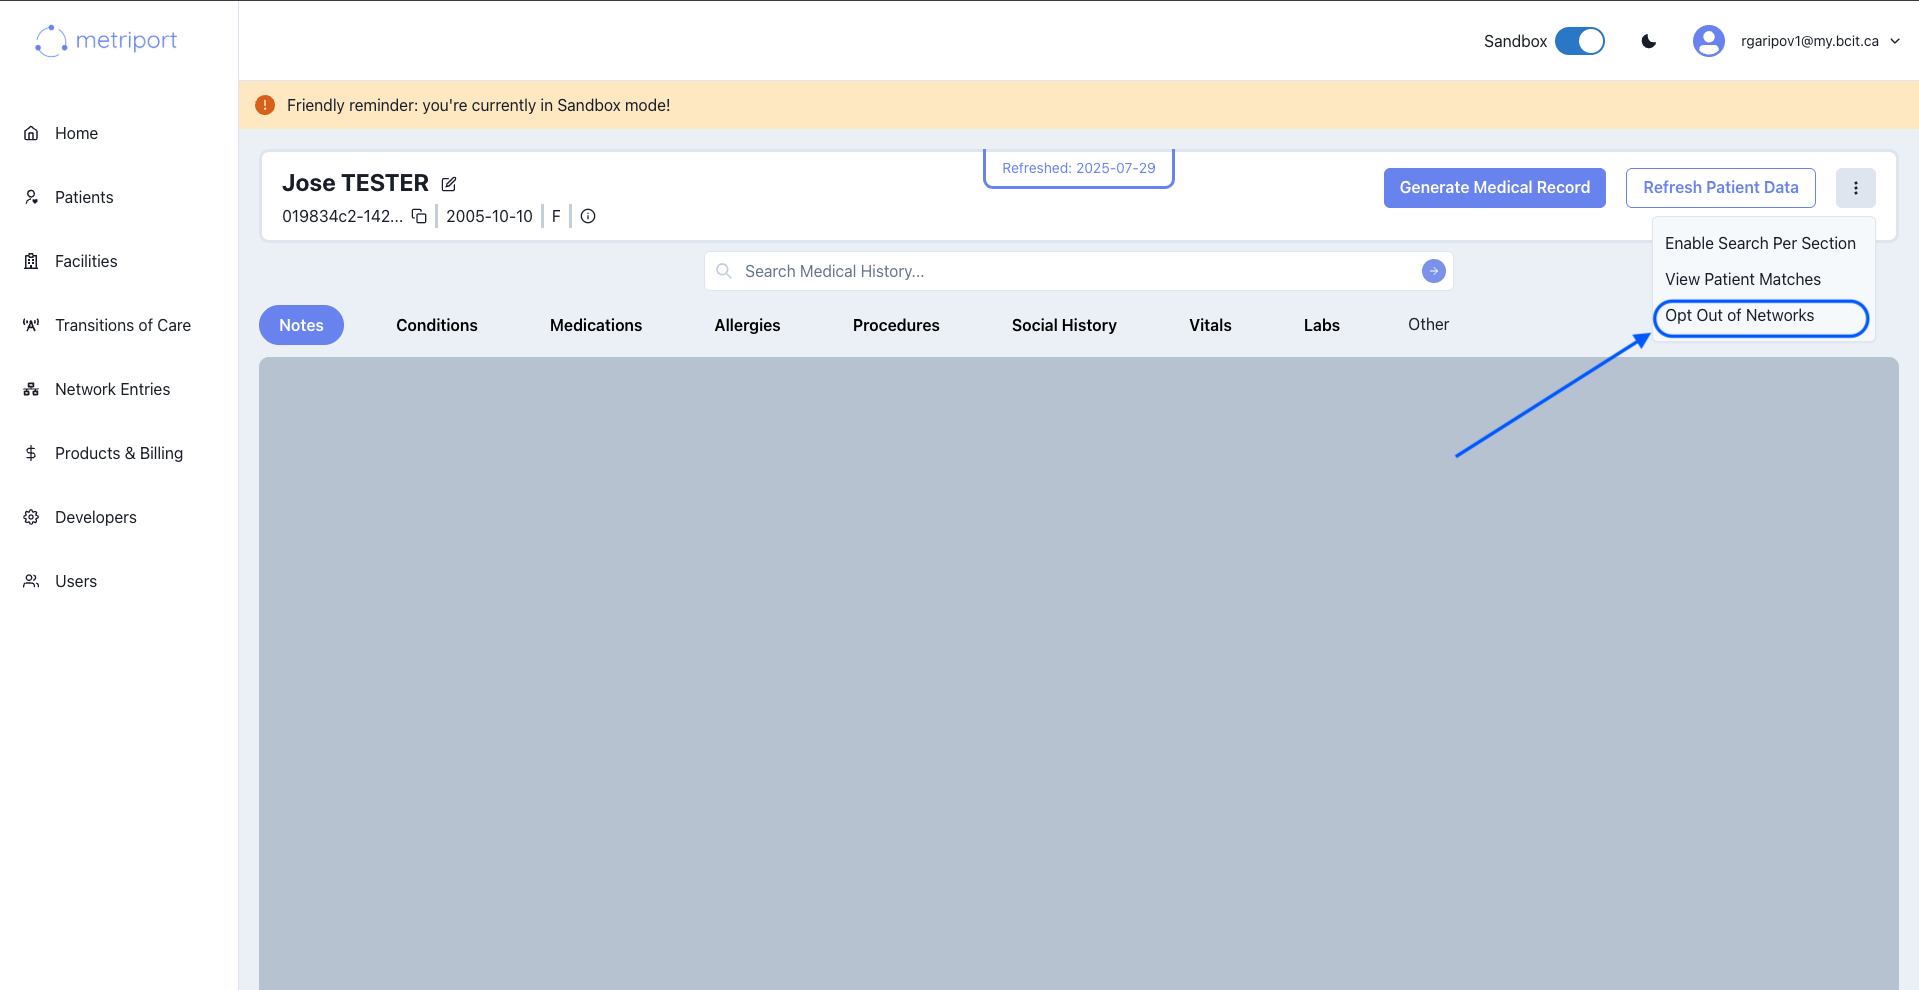 metriport
Sandbox
rgaripov1@my.bcit.ca
Friendly reminder: you're currently in Sandbox mode!
Home
Patients
Facilities
Transitions of Care
Network Entries
Products & Billing
Developers
Users
Jose TESTER
Refreshed: 2025-07-29
Generate Medical Record
Refresh Patient Data
019834c2-142...
2005-10-10
F
Enable Search Per Section
View Patient Matches
Opt Out of Networks
Search Medical History...
Notes
Conditions
Medications
Allergies
Procedures
Social History
Vitals
Labs
Other